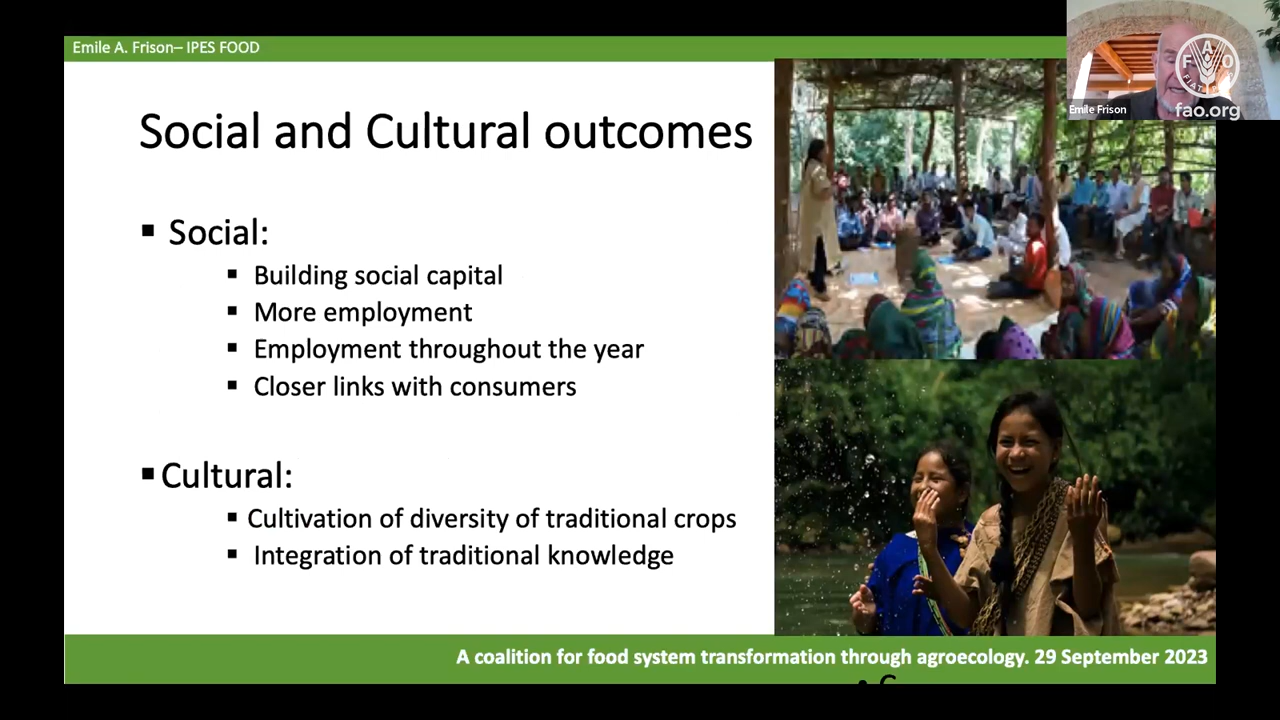 Emile A. Frison– IPES FOOD
Social and Cultural outcomes
▪ Social:
▪ Building social capital
▪ More employment
▪ Employment throughout the year
▪ Closer links with consumers
▪ Cultural:
▪ Cultivation of diversity of traditional crops
▪ Integration of traditional knowledge
A coalition for food system transformation through agroecology. 29 September 2023
Emile Frison
F A O
fao.org